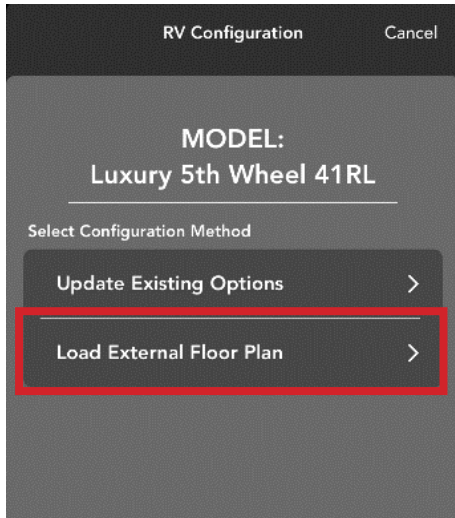 RV Configuration Cancel
MODEL:
Luxury 5th Wheel 41RL
Select Configuration Method
Update Existing Options
Load External Floor Plan